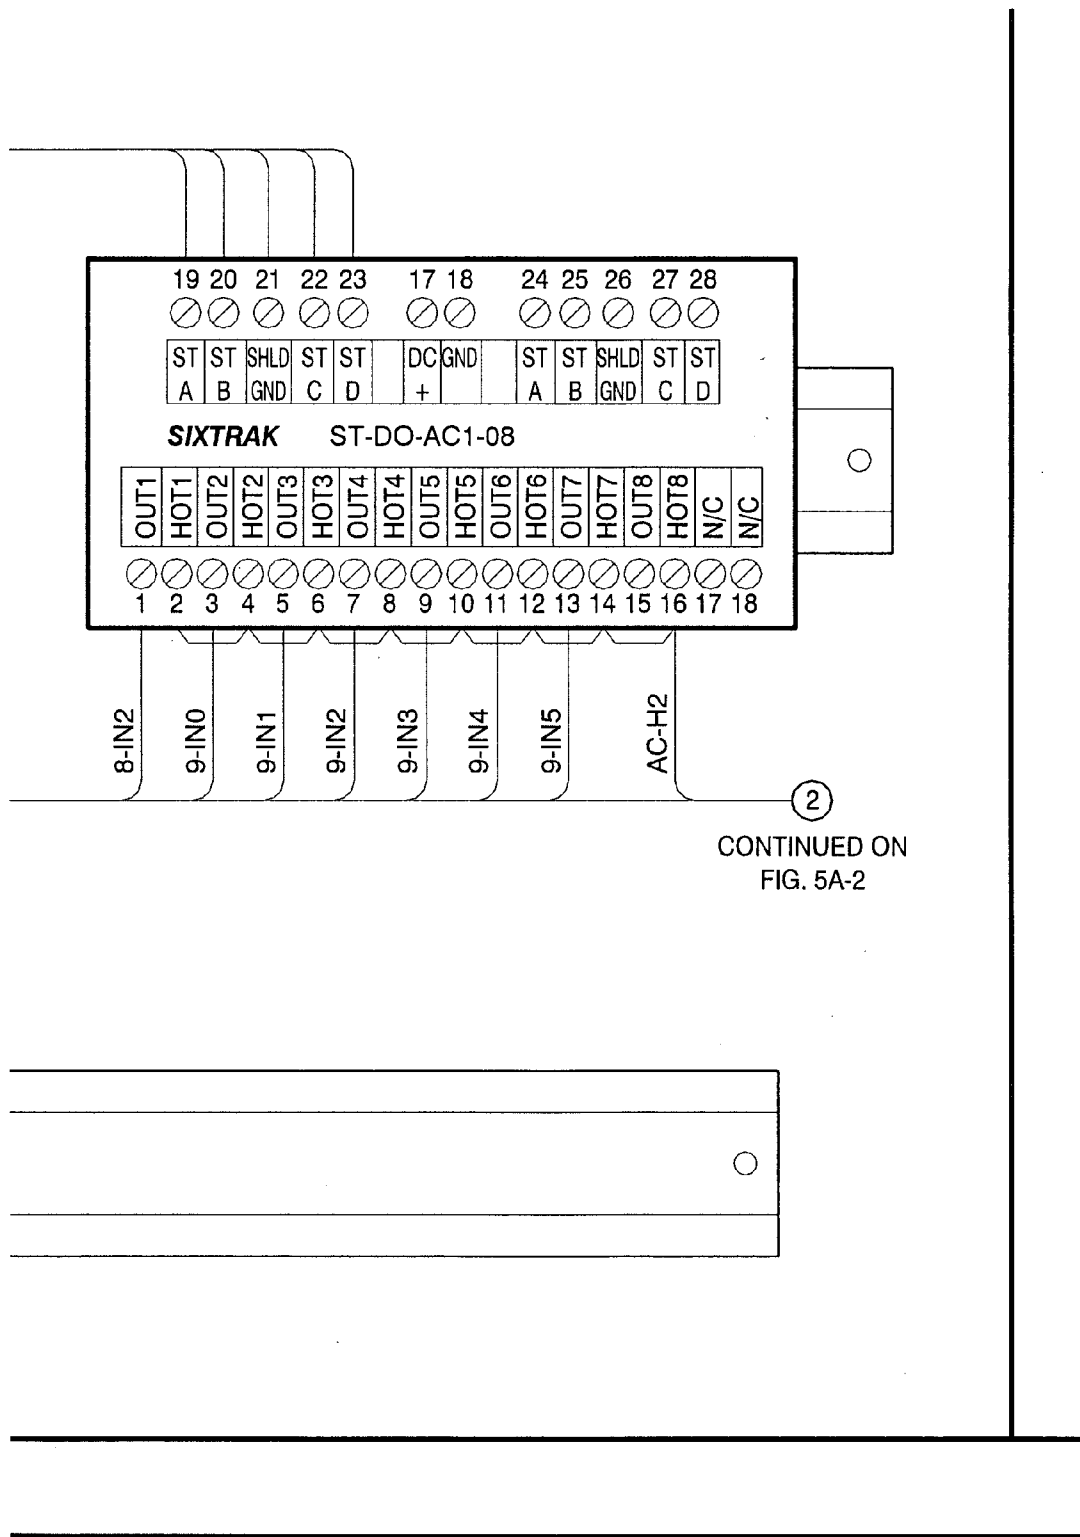 19 20 21 22 23 17 18 24 25 26 27 28
ST ST SHLD ST ST DC GND ST ST SHLD ST ST
A B GND C D + A B GND C D
SIXTRAK ST-DO-AC1-08
OUT1 HOT1 OUT2 HOT2 OUT3 HOT3 OUT4 HOT4 OUT5 HOT5 OUT6 HOT6 OUT7 HOT7 OUT8 HOT8 N/C N/C
1 2 3 4 5 6 7 8 9 10 11 12 13 14 15 16 17 18
8-IN2 9-IN0 9-IN1 9-IN2 9-IN3 9-IN4 9-IN5 AC-H2
2
CONTINUED ON
FIG. 5A-2